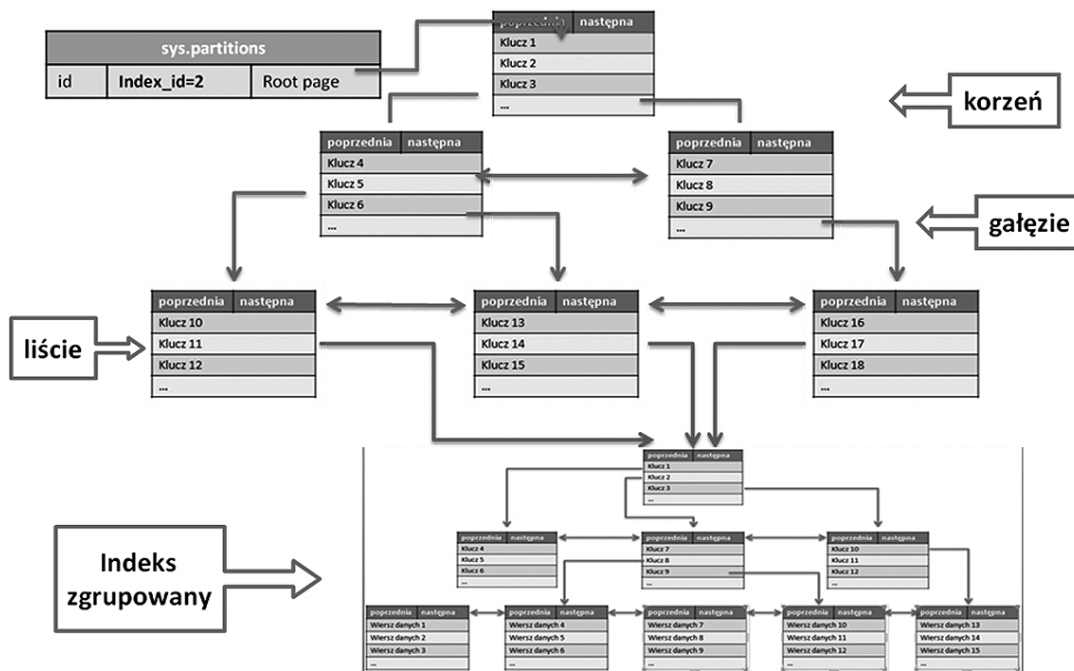 poprzednia następna
Klucz 1
Klucz 2
Klucz 3
...
sys.partitions
id Index_id=2 Root page
korzeń
poprzednia następna
Klucz 4
Klucz 5
Klucz 6
...
poprzednia następna
Klucz 7
Klucz 8
Klucz 9
...
gałęzie
poprzednia następna
Klucz 10
Klucz 11
Klucz 12
...
poprzednia następna
Klucz 13
Klucz 14
Klucz 15
...
poprzednia następna
Klucz 16
Klucz 17
Klucz 18
...
liście
poprzednia następna
Klucz 1
Klucz 2
Klucz 3
...
Indeks
zgrupowany
poprzednia następna
Klucz 4
Klucz 5
Klucz 6
...
poprzednia następna
Klucz 7
Klucz 8
Klucz 9
...
poprzednia następna
Klucz 10
Klucz 11
Klucz 12
...
poprzednia następna
Wiersz danych 1
Wiersz danych 2
Wiersz danych 3
...
poprzednia następna
Wiersz danych 4
Wiersz danych 5
Wiersz danych 6
...
poprzednia następna
Wiersz danych 7
Wiersz danych 8
Wiersz danych 9
...
poprzednia następna
Wiersz danych 10
Wiersz danych 11
Wiersz danych 12
...
poprzednia następna
Wiersz danych 13
Wiersz danych 14
Wiersz danych 15
...